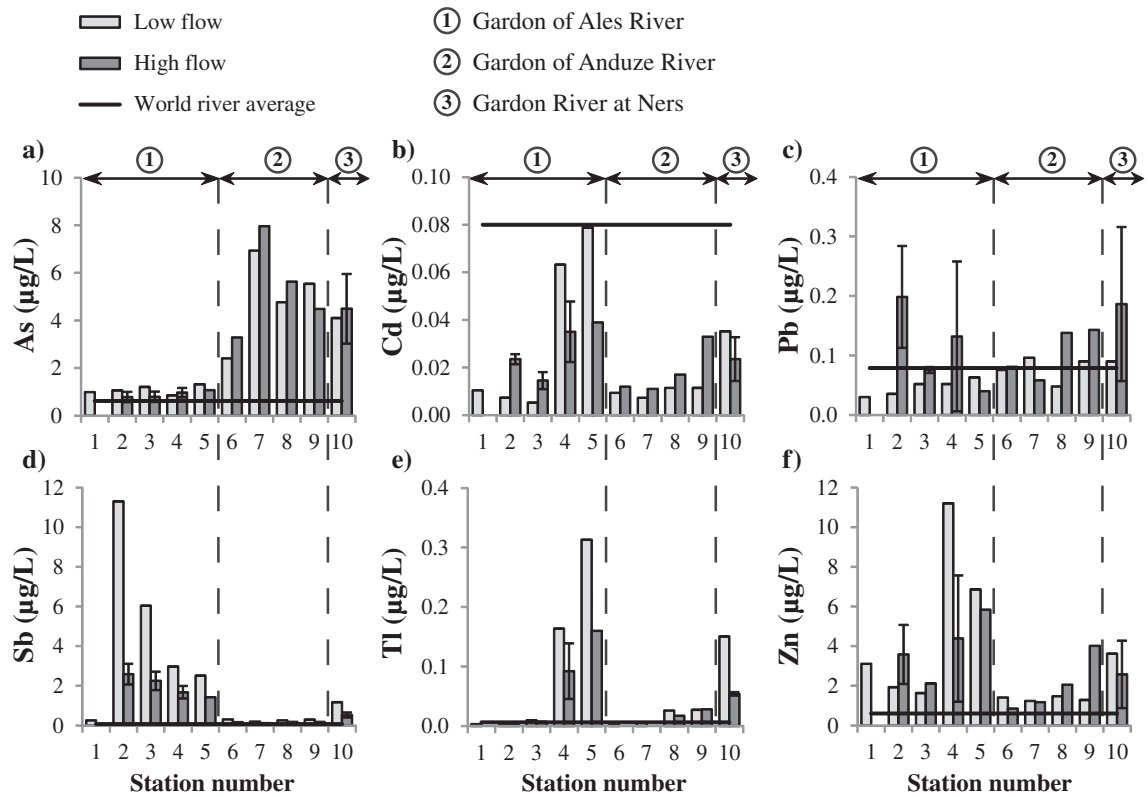 Low flow
High flow
World river average
① Gardon of Ales River
② Gardon of Anduze River
③ Gardon River at Ners
a)
① ② ③
As (µg/L)
10
8
6
4
2
0
1 2 3 4 5 6 7 8 9 10
b)
① ② ③
Cd (µg/L)
0.10
0.08
0.06
0.04
0.02
0.00
1 2 3 4 5 6 7 8 9 10
c)
① ② ③
Pb (µg/L)
0.4
0.3
0.2
0.1
0.0
1 2 3 4 5 6 7 8 9 10
d)
Sb (µg/L)
12
10
8
6
4
2
0
1 2 3 4 5 6 7 8 9 10
Station number
e)
Tl (µg/L)
0.4
0.3
0.2
0.1
0.0
1 2 3 4 5 6 7 8 9 10
Station number
f)
Zn (µg/L)
12
10
8
6
4
2
0
1 2 3 4 5 6 7 8 9 10
Station number